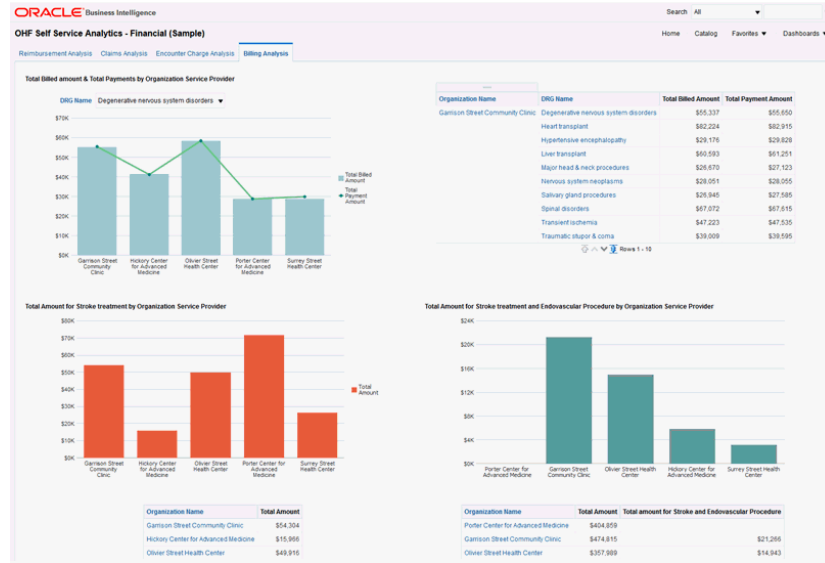 ORACLE Business Intelligence
Search All
OHF Self Service Analytics - Financial (Sample)
Home Catalog Favorites Dashboards
Reimbursement Analysis Claims Analysis Encounter Charge Analysis Billing Analysis
Total Billed amount & Total Payments by Organization Service Provider
DRG Name Degenerative nervous system disorders
$70K
$60K
$50K
$40K
$30K
$20K
$10K
$0K
Garrison Street Community Clinic
Hickory Center for Advanced Medicine
Olivier Street Health Center
Porter Center for Advanced Medicine
Surrey Street Health Center
Total Billed Amount
Total Payment Amount
Organization Name DRG Name Total Billed Amount Total Payment Amount
Garrison Street Community Clinic Degenerative nervous system disorders $55,337 $55,650
Heart transplant $82,224 $82,915
Hypertensive encephalopathy $29,176 $29,828
Liver transplant $60,593 $61,251
Major head & neck procedures $26,670 $27,123
Nervous system neoplasms $28,051 $28,055
Salivary gland procedures $26,945 $27,585
Spinal disorders $67,072 $67,615
Transient ischemia $47,223 $47,535
Traumatic stupor & coma $39,009 $39,595
Rows 1 - 10
Total Amount for Stroke treatment by Organization Service Provider
$80K
$70K
$60K
$50K
$40K
$30K
$20K
$10K
$0K
Garrison Street Community Clinic
Hickory Center for Advanced Medicine
Olivier Street Health Center
Porter Center for Advanced Medicine
Surrey Street Health Center
Total Amount
Total Amount for Stroke treatment and Endovascular Procedure by Organization Service Provider
$24K
$20K
$16K
$8K
$4K
$0K
Porter Center for Advanced Medicine
Garrison Street Community Clinic
Olivier Street Health Center
Hickory Center for Advanced Medicine
Surrey Street Health Center
Organization Name Total Amount
Garrison Street Community Clinic $54,304
Hickory Center for Advanced Medicine $15,966
Olivier Street Health Center $49,916
Organization Name Total Amount Total amount for Stroke and Endovascular Procedure
Porter Center for Advanced Medicine $404,859
Garrison Street Community Clinic $474,815 $21,266
Olivier Street Health Center $357,989 $14,943